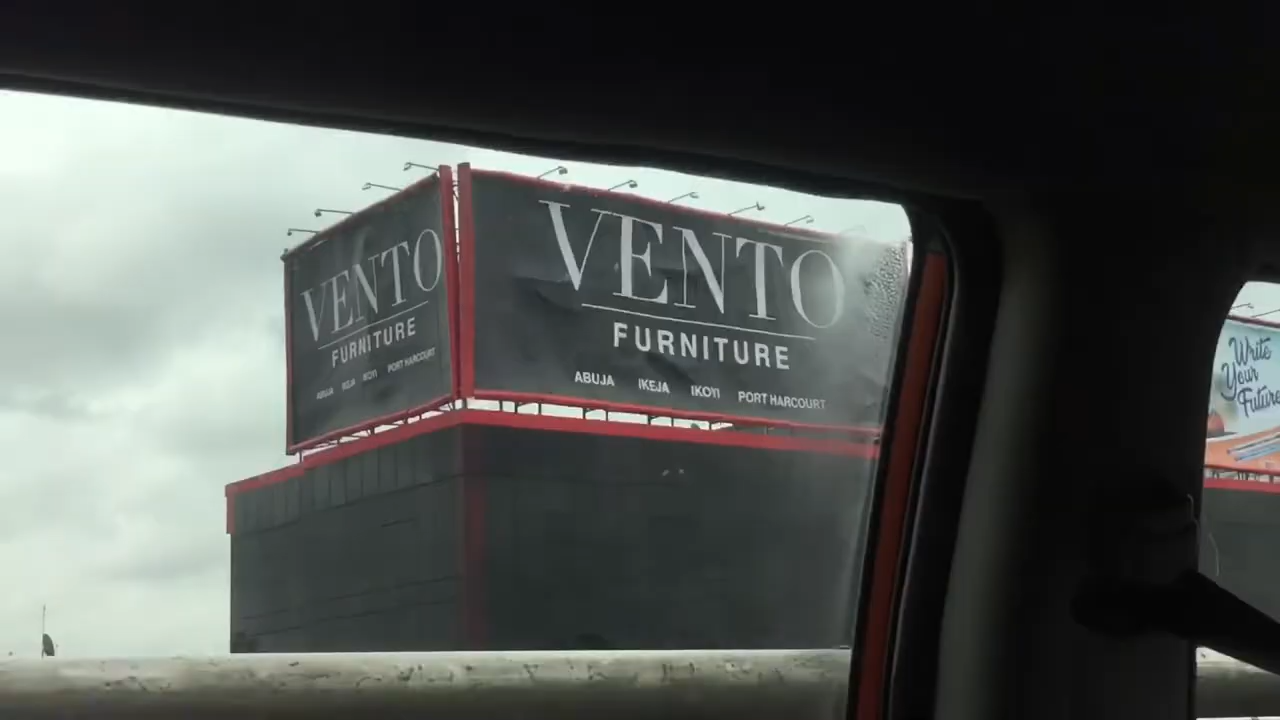 VENTO
FURNITURE
ABUJA IKEJA IKOYI PORT HARCOURT
VENTO
FURNITURE
ABUJA IKEJA IKOYI PORT HARCOURT
Write
Your
Future